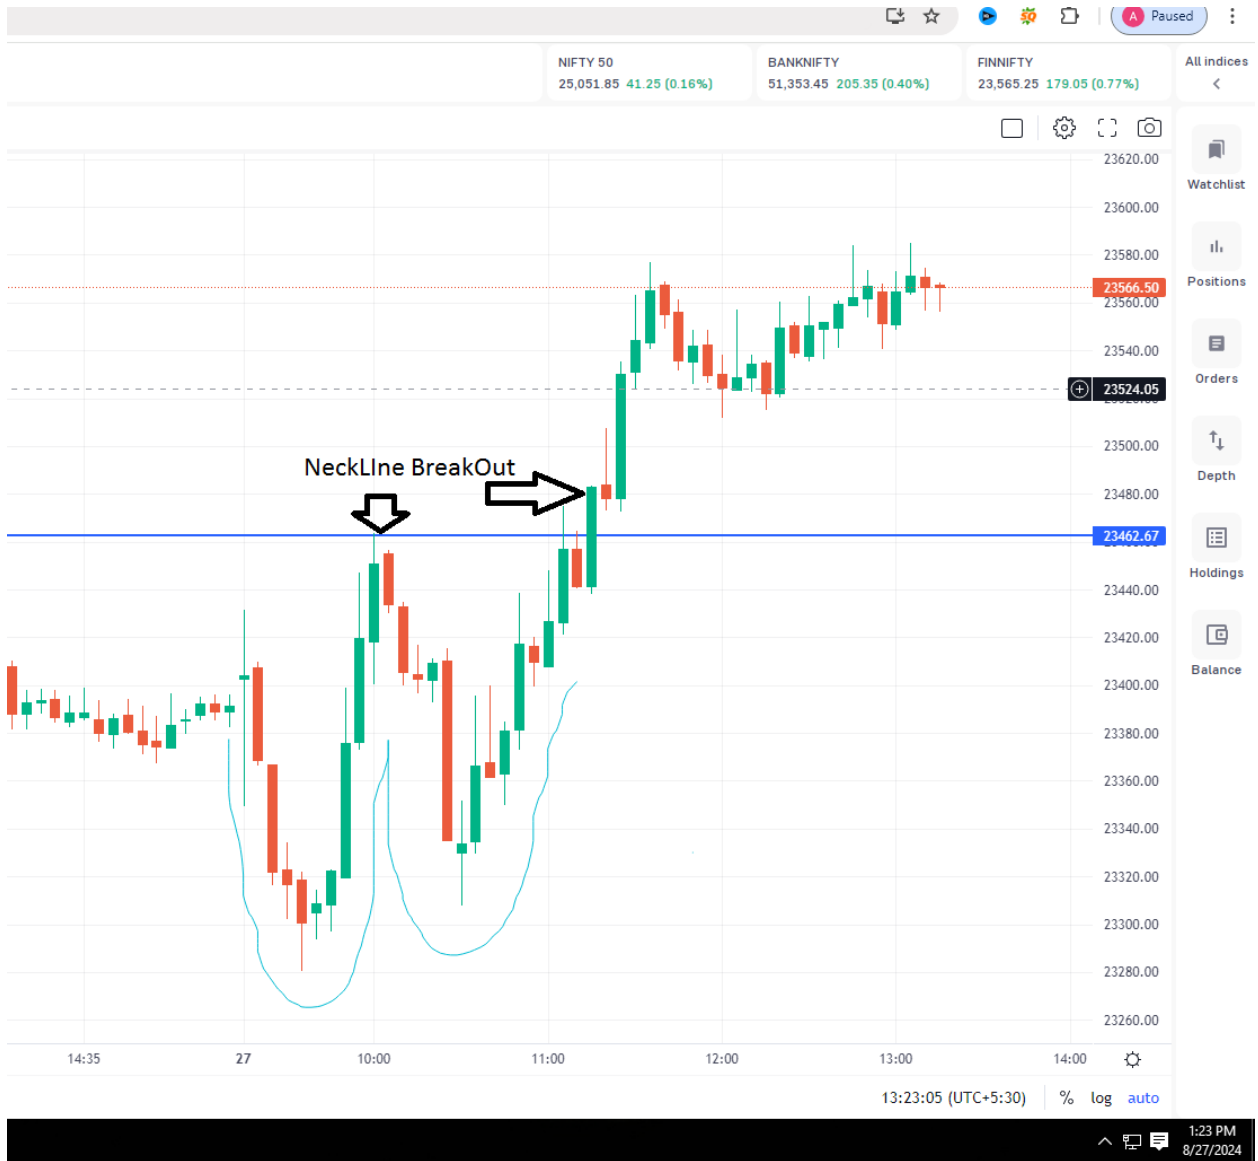 A Paused
NIFTY 50 BANKNIFTY FINNIFTY All indices
25,051.85 41.25 (0.16%) 51,353.45 205.35 (0.40%) 23,565.25 179.05 (0.77%)
23620.00
Watchlist
23600.00
23580.00
Positions
23566.50
23560.00
23540.00
Orders
23524.05
23500.00
NeckLIne BreakOut
Depth
23480.00
23462.67
Holdings
23440.00
23420.00
Balance
23400.00
23380.00
23360.00
23340.00
23320.00
23300.00
23280.00
23260.00
14:35 27 10:00 11:00 12:00 13:00 14:00
13:23:05 (UTC+5:30) % log auto
1:23 PM
8/27/2024